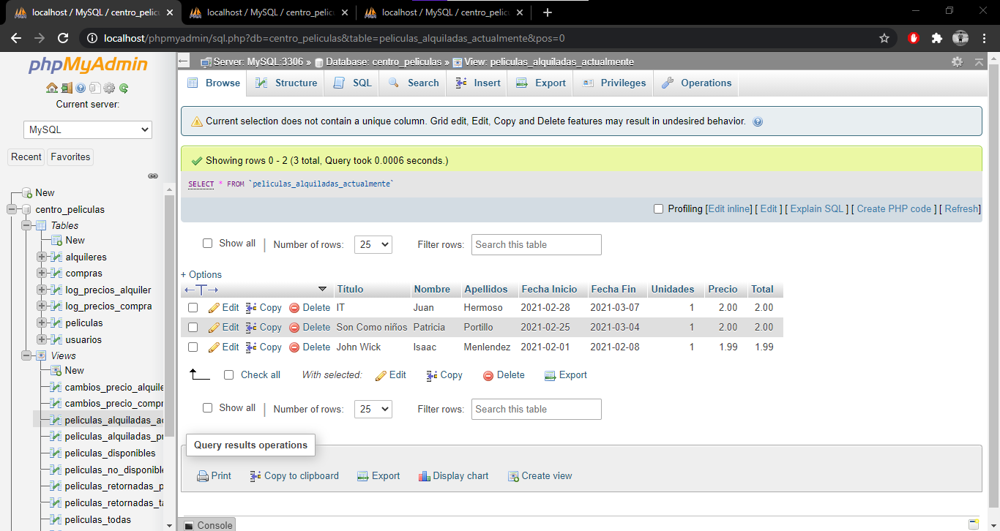 localhost / MySQL / centro_pelic
localhost / MySQL / centro_pelic
localhost / MySQL / centro_pelic
localhost/phpmyadmin/sql.php?db=centro_peliculas&table=peliculas_alquiladas_actualmente&pos=0
phpMyAdmin
Current server:
MySQL
Recent Favorites
New
centro_peliculas
Tables
New
alquileres
compras
log_precios_alquiler
log_precios_compra
peliculas
usuarios
Views
New
cambios_precio_alquile
cambios_precio_compr
peliculas_alquiladas_ac
peliculas_alquiladas_pr
peliculas_disponibles
peliculas_no_disponible
peliculas_retornadas_p
peliculas_retornadas_ta
peliculas_todas
Server: MySQL:3306 » Database: centro_peliculas » View: peliculas_alquiladas_actualmente
Browse Structure SQL Search Insert Export Privileges Operations
Current selection does not contain a unique column. Grid edit, Edit, Copy and Delete features may result in undesired behavior.
Showing rows 0 - 2 (3 total, Query took 0.0006 seconds.)
SELECT * FROM `peliculas_alquiladas_actualmente`
Profiling [Edit inline] [ Edit ] [ Explain SQL ] [ Create PHP code ] [ Refresh]
Show all | Number of rows: 25 Filter rows: Search this table
+ Options
←T→ Título Nombre Apellidos Fecha Inicio Fecha Fin Unidades Precio Total
Edit Copy Delete IT Juan Hermoso 2021-02-28 2021-03-07 1 2.00 2.00
Edit Copy Delete Son Como niños Patricia Portillo 2021-02-25 2021-03-04 1 2.00 2.00
Edit Copy Delete John Wick Isaac Menlendez 2021-02-01 2021-02-08 1 1.99 1.99
Check all With selected: Edit Copy Delete Export
Show all | Number of rows: 25 Filter rows: Search this table
Query results operations
Print Copy to clipboard Export Display chart Create view
Console